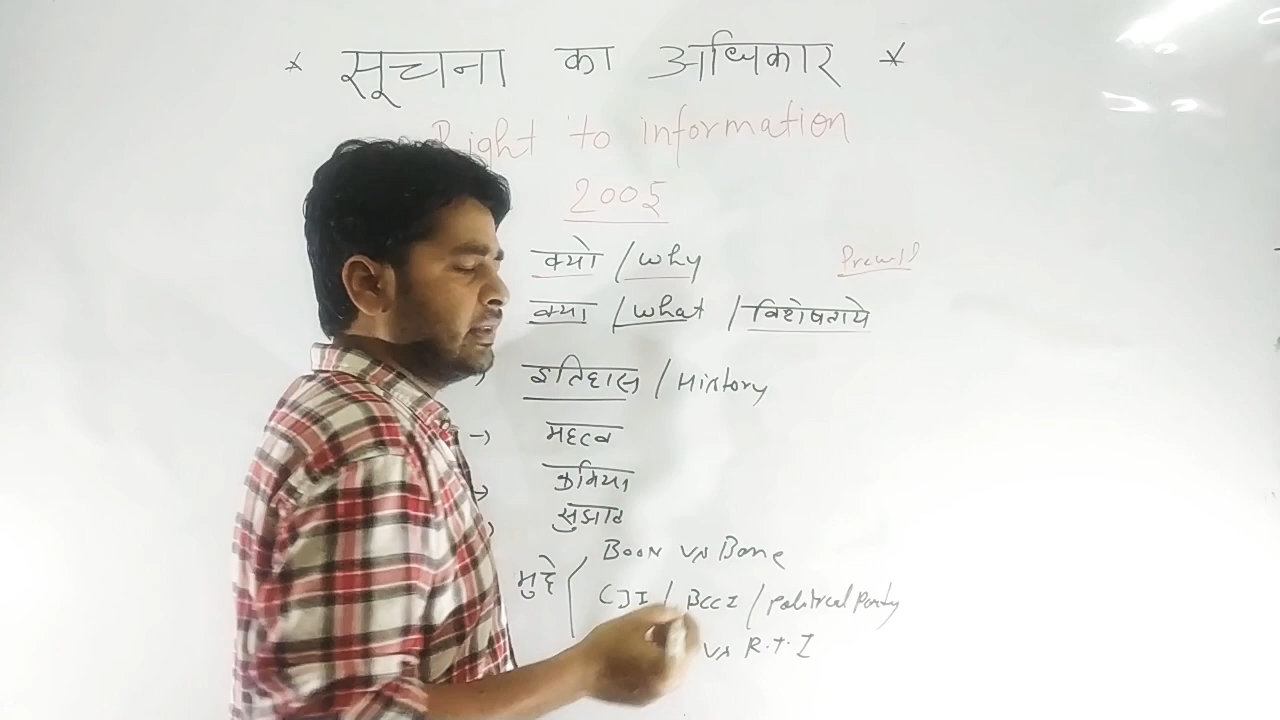 * सूचना का अधिकार *
Right to information
2005
क्यो / Why
क्या / What / विशेषताये
इतिहास / History
→ महत्व
→ कमिया
सुझाव
मुद्दे
Boon vs Bane
CJI / BCCI / political Party
vs R.T.I